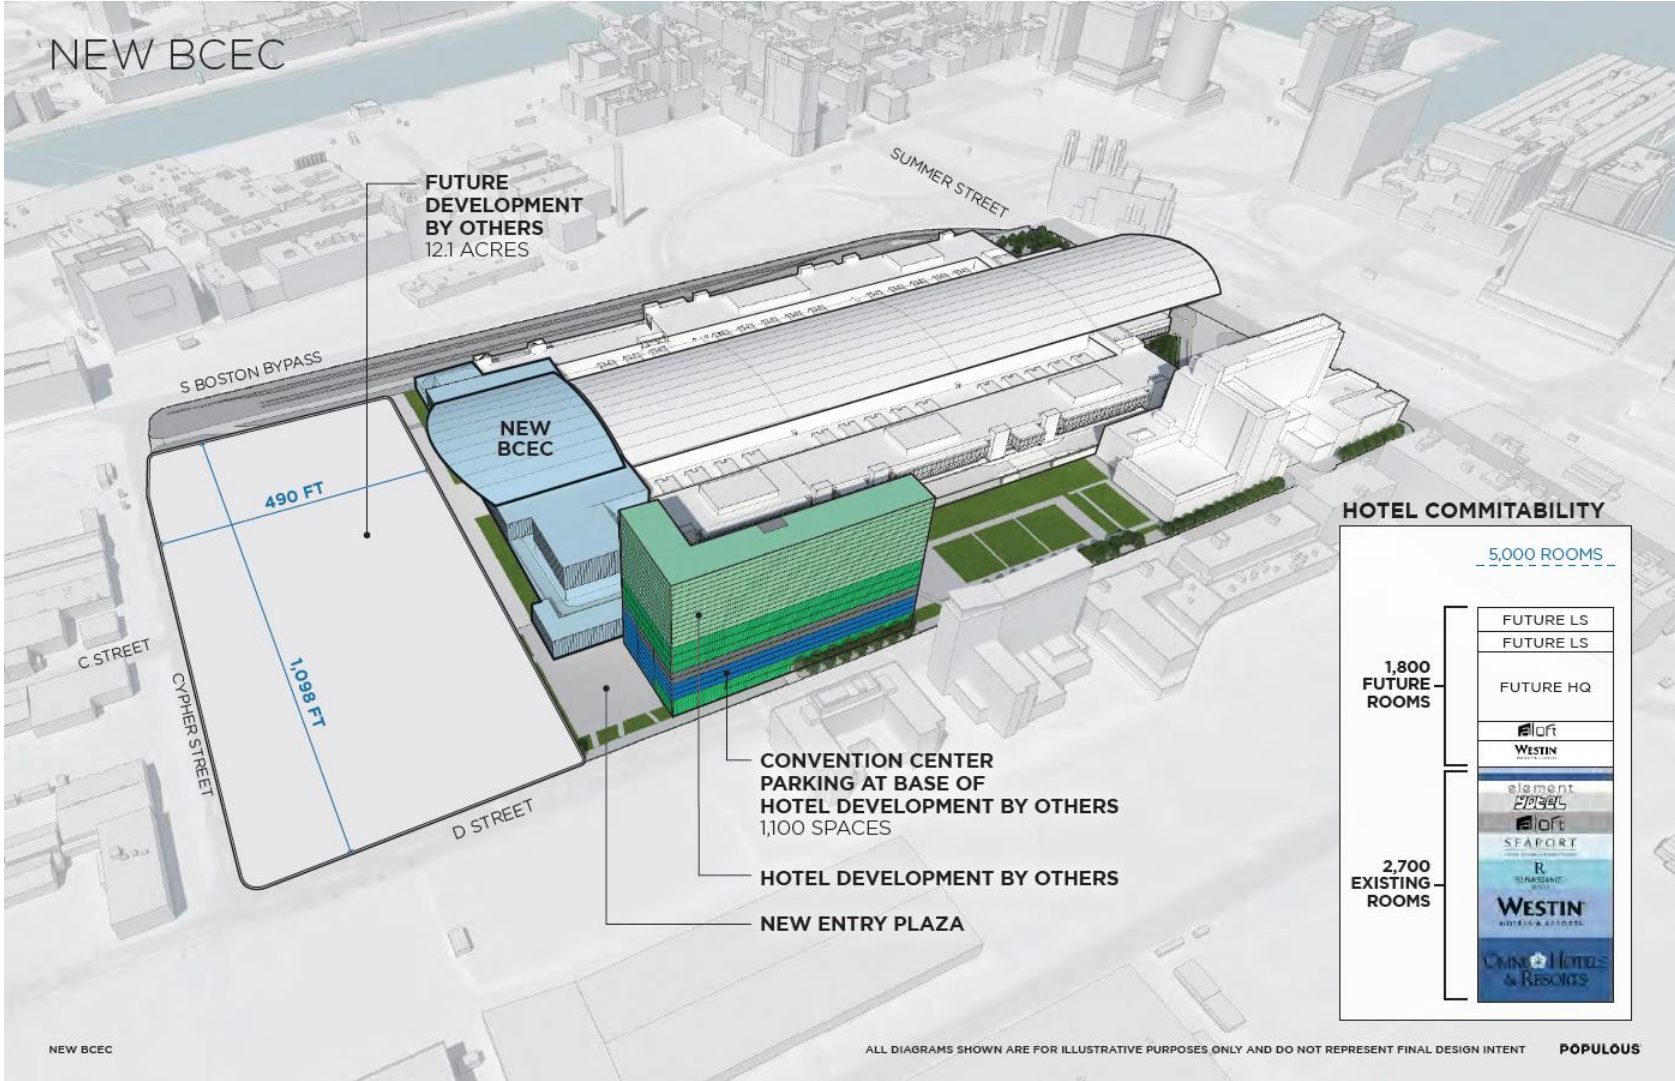 NEW BCEC
FUTURE
DEVELOPMENT
BY OTHERS
12.1 ACRES
SUMMER STREET
S BOSTON BYPASS
NEW
BCEC
490 FT
1,098 FT
C STREET
CYPHER STREET
D STREET
CONVENTION CENTER
PARKING AT BASE OF
HOTEL DEVELOPMENT BY OTHERS
1,100 SPACES
HOTEL DEVELOPMENT BY OTHERS
NEW ENTRY PLAZA
HOTEL COMMITABILITY
5,000 ROOMS
1,800
FUTURE
ROOMS
FUTURE LS
FUTURE LS
FUTURE HQ
aloft
WESTIN
2,700
EXISTING
ROOMS
element
YOTEL
aloft
SEAPORT
R
RENAISSANCE
WESTIN
HOTELS & RESORTS
OMNI HOTELS
& RESORTS
NEW BCEC
ALL DIAGRAMS SHOWN ARE FOR ILLUSTRATIVE PURPOSES ONLY AND DO NOT REPRESENT FINAL DESIGN INTENT
POPULOUS